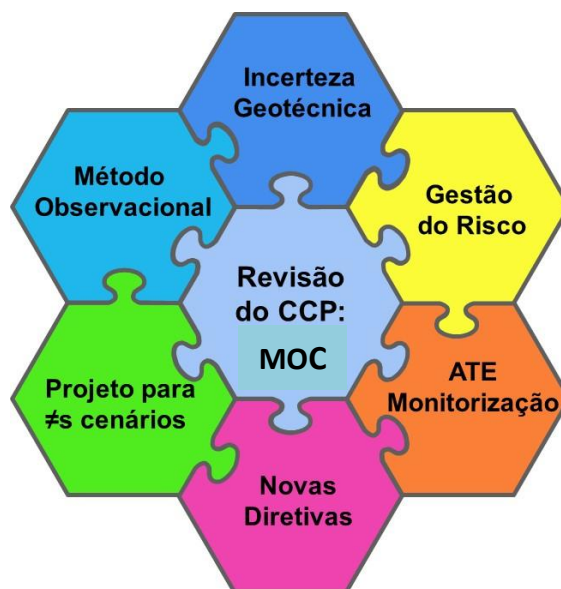 Incerteza
Geotécnica
Método
Observacional
Gestão
do Risco
Revisão
do CCP:
MOC
Projeto para
≠s cenários
ATE
Monitorização
Novas
Diretivas